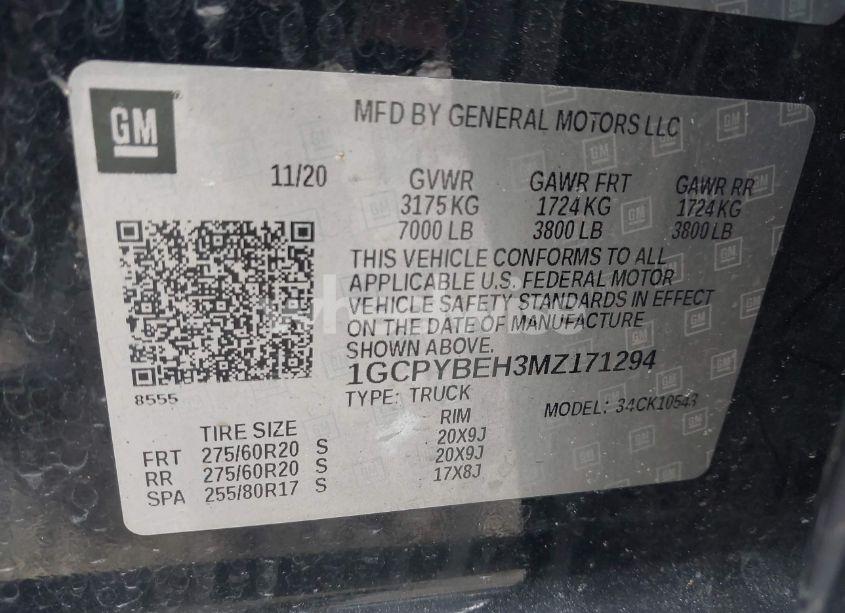 GM
MFD BY GENERAL MOTORS LLC
11/20
GVWR GAWR FRT GAWR RR
3175 KG 1724 KG 1724 KG
7000 LB 3800 LB 3800 LB
THIS VEHICLE CONFORMS TO ALL
APPLICABLE U.S. FEDERAL MOTOR
VEHICLE SAFETY STANDARDS IN EFFECT
ON THE DATE OF MANUFACTURE
SHOWN ABOVE.
1GCPYBEH3MZ171294
TYPE: TRUCK
MODEL: 34CK10543
8555
TIRE SIZE RIM
FRT 275/60R20 S 20X9J
RR 275/60R20 S 20X9J
SPA 255/80R17 S 17X8J